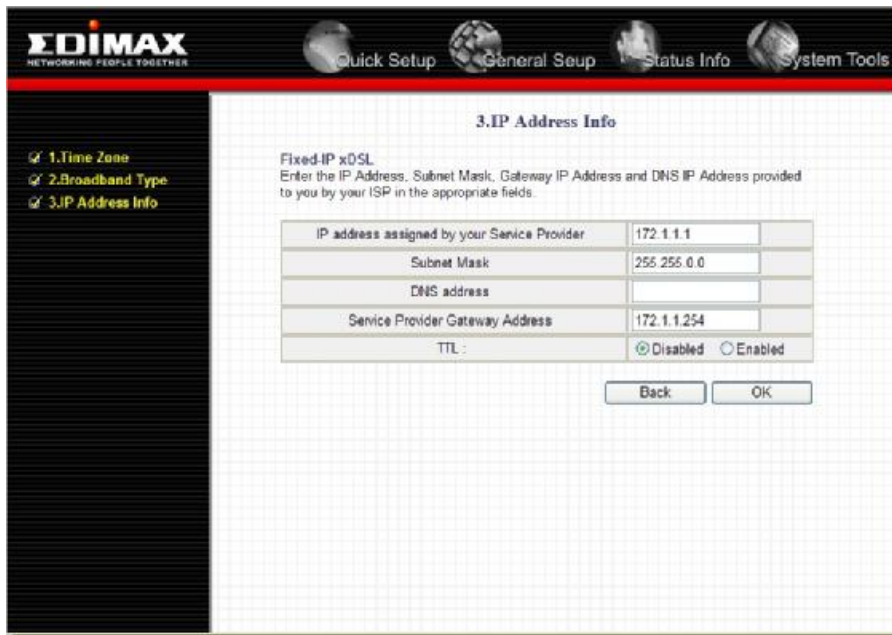 EDIMAX
NETWORKING PEOPLE TOGETHER
Quick Setup
General Seup
Status Info
System Tools
1.Time Zone
2.Broadband Type
3.IP Address Info
3.IP Address Info
Fixed-IP xDSL
Enter the IP Address, Subnet Mask, Gateway IP Address and DNS IP Address provided
to you by your ISP in the appropriate fields.
IP address assigned by your Service Provider 172.1.1.1
Subnet Mask 255.255.0.0
DNS address
Service Provider Gateway Address 172.1.1.254
TTL : Disabled Enabled
Back OK